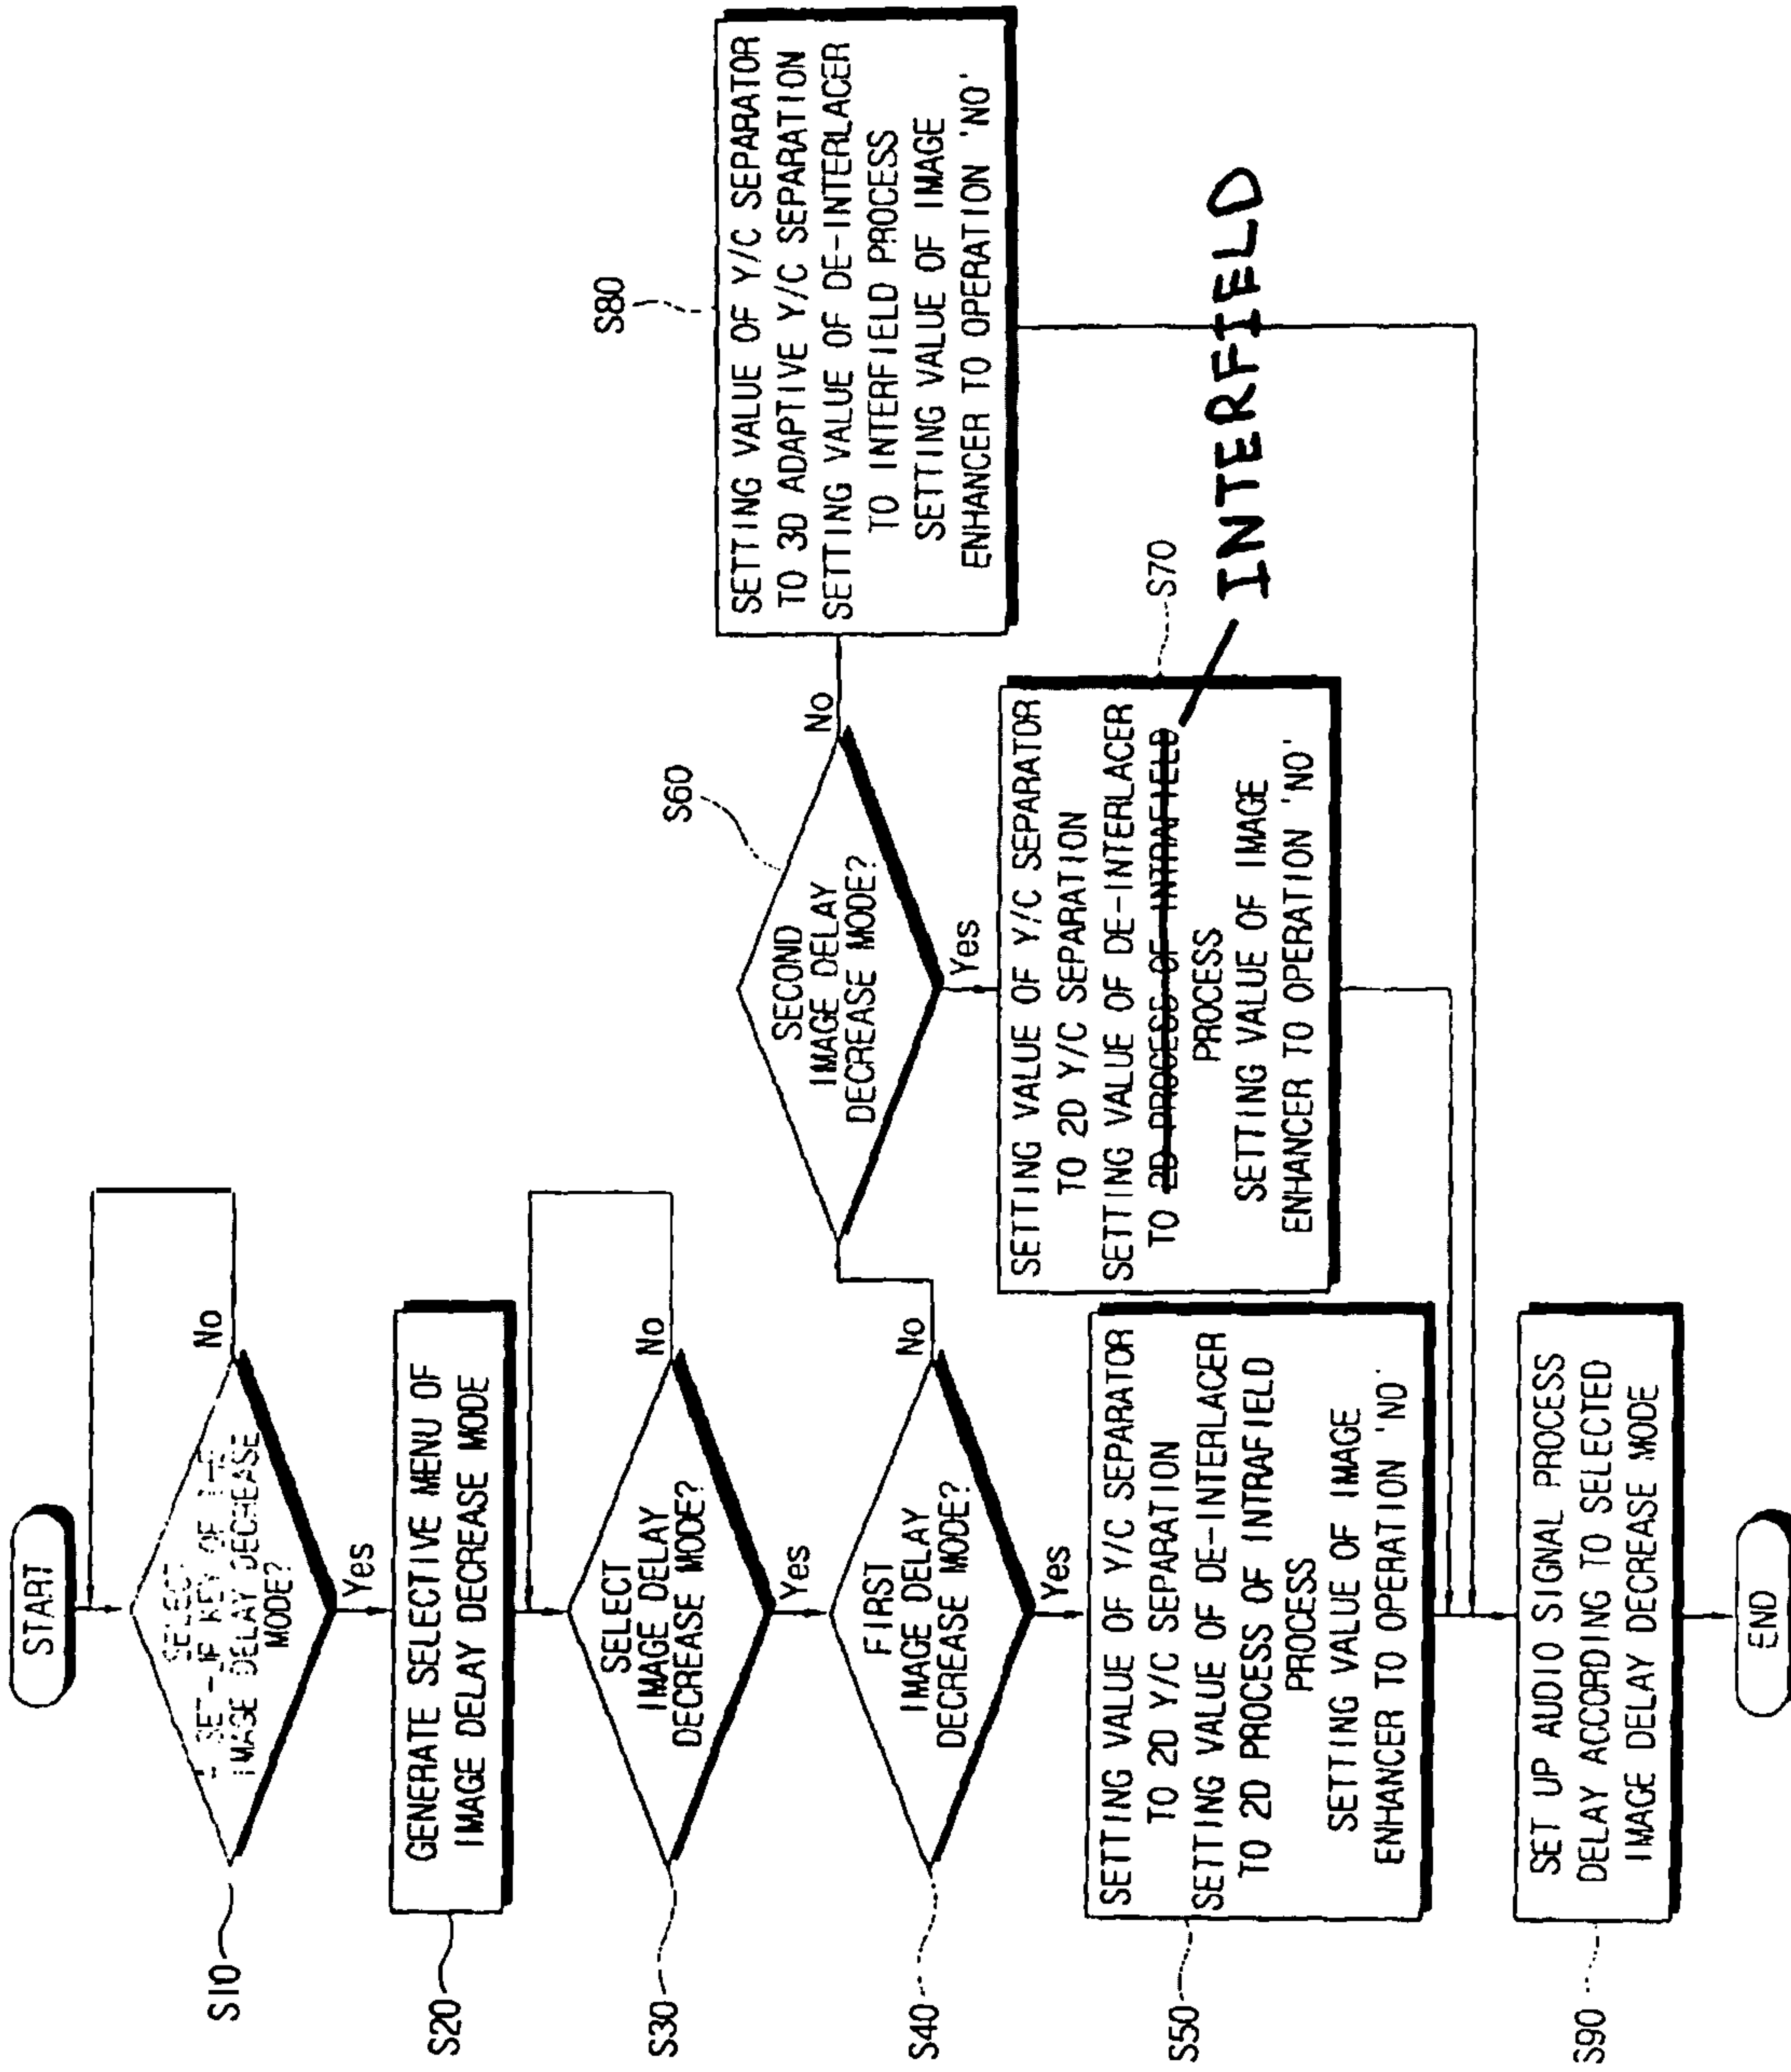 START
S10
SELECT
SET-UP KEY OF THE
IMAGE DELAY DECREASE
MODE?
No
Yes
S20
GENERATE SELECTIVE MENU OF
IMAGE DELAY DECREASE MODE
S30
SELECT
IMAGE DELAY
DECREASE MODE?
No
Yes
S40
FIRST
IMAGE DELAY
DECREASE MODE?
No
Yes
S50
SETTING VALUE OF Y/C SEPARATOR
TO 2D Y/C SEPARATION
SETTING VALUE OF DE-INTERLACER
TO 2D PROCESS OF INTRAFIELD
PROCESS
SETTING VALUE OF IMAGE
ENHANCER TO OPERATION 'NO'
S60
SECOND
IMAGE DELAY
DECREASE MODE?
No
Yes
S70
SETTING VALUE OF Y/C SEPARATOR
TO 2D Y/C SEPARATION
SETTING VALUE OF DE-INTERLACER
TO 2D PROCESS OF INTRAFIELD
INTERFIELD
PROCESS
SETTING VALUE OF IMAGE
ENHANCER TO OPERATION 'NO'
S80
SETTING VALUE OF Y/C SEPARATOR
TO 3D ADAPTIVE Y/C SEPARATION
SETTING VALUE OF DE-INTERLACER
TO INTERFIELD PROCESS
SETTING VALUE OF IMAGE
ENHANCER TO OPERATION 'NO'
S90
SET UP AUDIO SIGNAL PROCESS
DELAY ACCORDING TO SELECTED
IMAGE DELAY DECREASE MODE
END